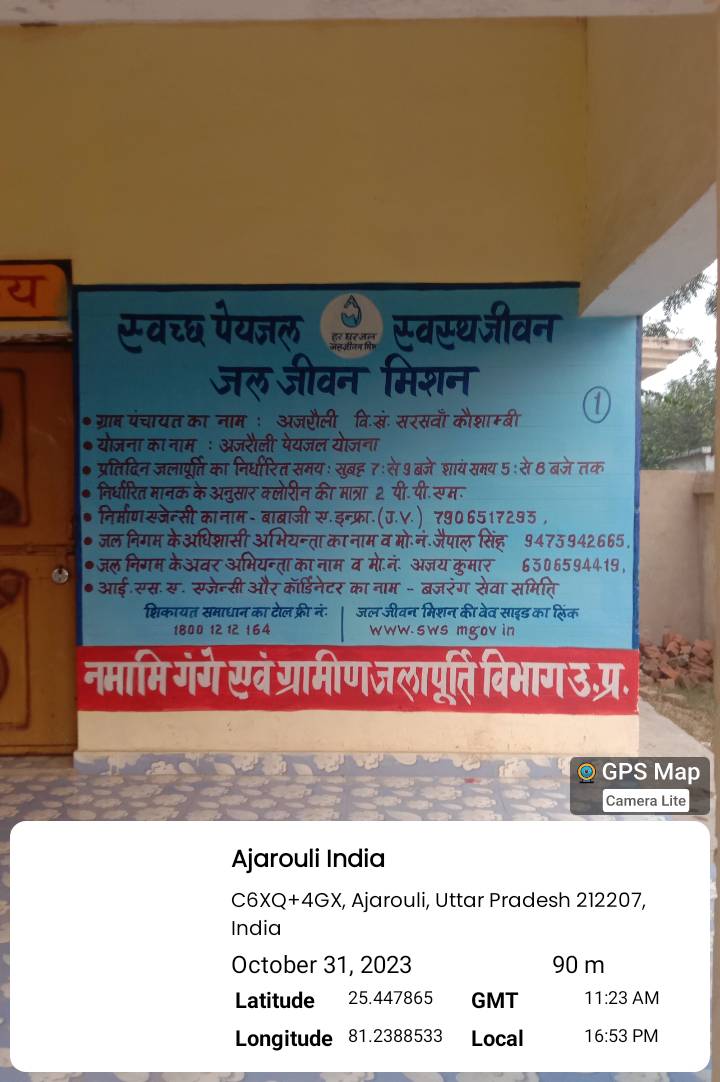 य
स्वच्छ पेयजल
हर घर जल
जल जीवन मिशन
स्वस्थ जीवन
जल जीवन मिशन
1
• ग्राम पंचायत का नाम : अजरौली वि.खं. सरसवाँ कौशाम्बी
• योजना का नाम : अजरौली पेयजल योजना
• प्रतिदिन जलापूर्ति का निर्धारित समय : सुबह 7 : से 9 बजे शायं समय 5 : से 8 बजे तक
• निर्धारित मानक के अनुसार क्लोरीन की मात्रा 2 पी.पी.एम.
• निर्माण एजेन्सी का नाम - बाबाजी ए.इन्फ्रा.(J.V.) 7906517293,
• जल निगम के अधिशासी अभियन्ता का नाम व मो.नं. जैपाल सिंह 9473942665,
• जल निगम के अवर अभियन्ता का नाम व मो.नं. अजय कुमार 6306594419,
• आई.एस.ए. एजेन्सी और कॉर्डिनेटर का नाम - बजरंग सेवा समिति
शिकायत समाधान का टोल फ्री नं:
1800 12 12 164
जल जीवन मिशन की वेव साइड का लिंक
www.sws mgov in
नमामि गंगे एवं ग्रामीण जलापूर्ति विभाग उ.प्र.
GPS Map
Camera Lite
Ajarouli India
C6XQ+4GX, Ajarouli, Uttar Pradesh 212207,
India
October 31, 2023 90 m
Latitude 25.447865 GMT 11:23 AM
Longitude 81.2388533 Local 16:53 PM